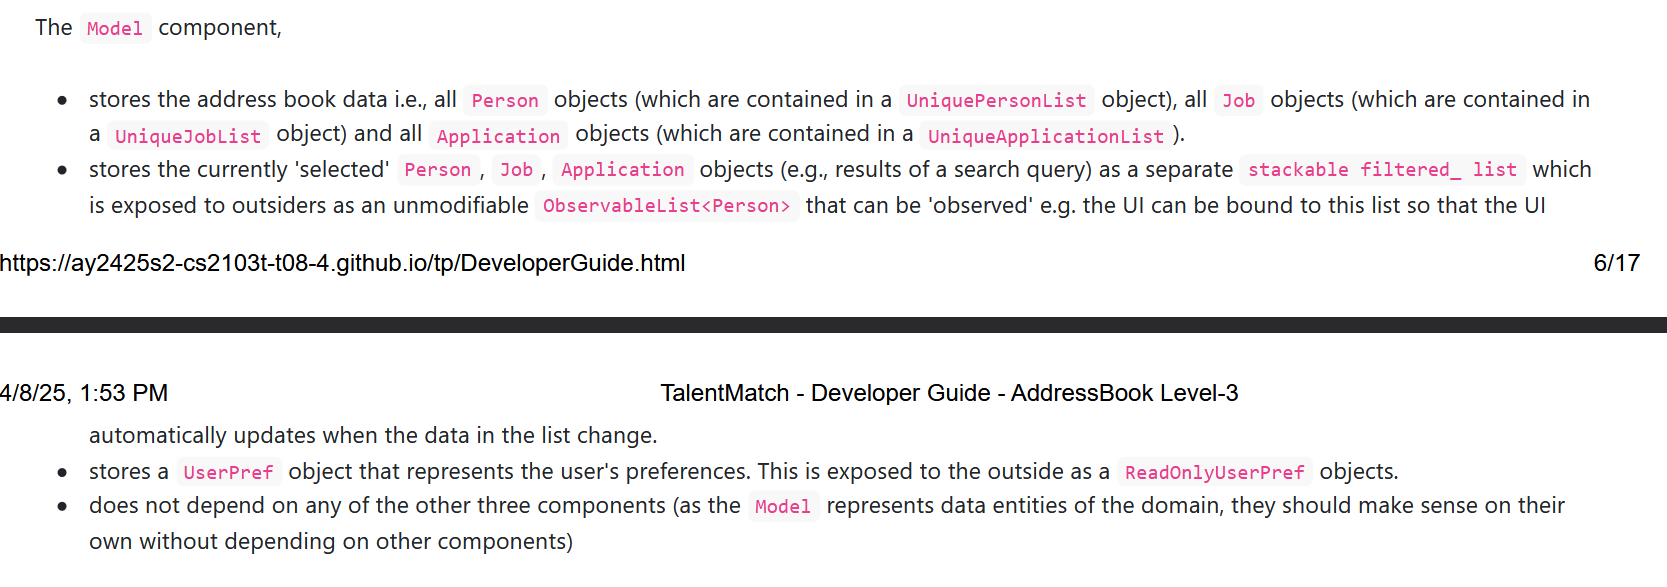 The Model component,
stores the address book data i.e., all Person objects (which are contained in a UniquePersonList object), all Job objects (which are contained in
a UniqueJobList object) and all Application objects (which are contained in a UniqueApplicationList ).
stores the currently 'selected' Person , Job , Application objects (e.g., results of a search query) as a separate stackable filtered_ list which
is exposed to outsiders as an unmodifiable ObservableList<Person> that can be 'observed' e.g. the UI can be bound to this list so that the UI
https://ay2425s2-cs2103t-t08-4.github.io/tp/DeveloperGuide.html 6/17
4/8/25, 1:53 PM TalentMatch - Developer Guide - AddressBook Level-3
automatically updates when the data in the list change.
stores a UserPref object that represents the user's preferences. This is exposed to the outside as a ReadOnlyUserPref objects.
does not depend on any of the other three components (as the Model represents data entities of the domain, they should make sense on their
own without depending on other components)